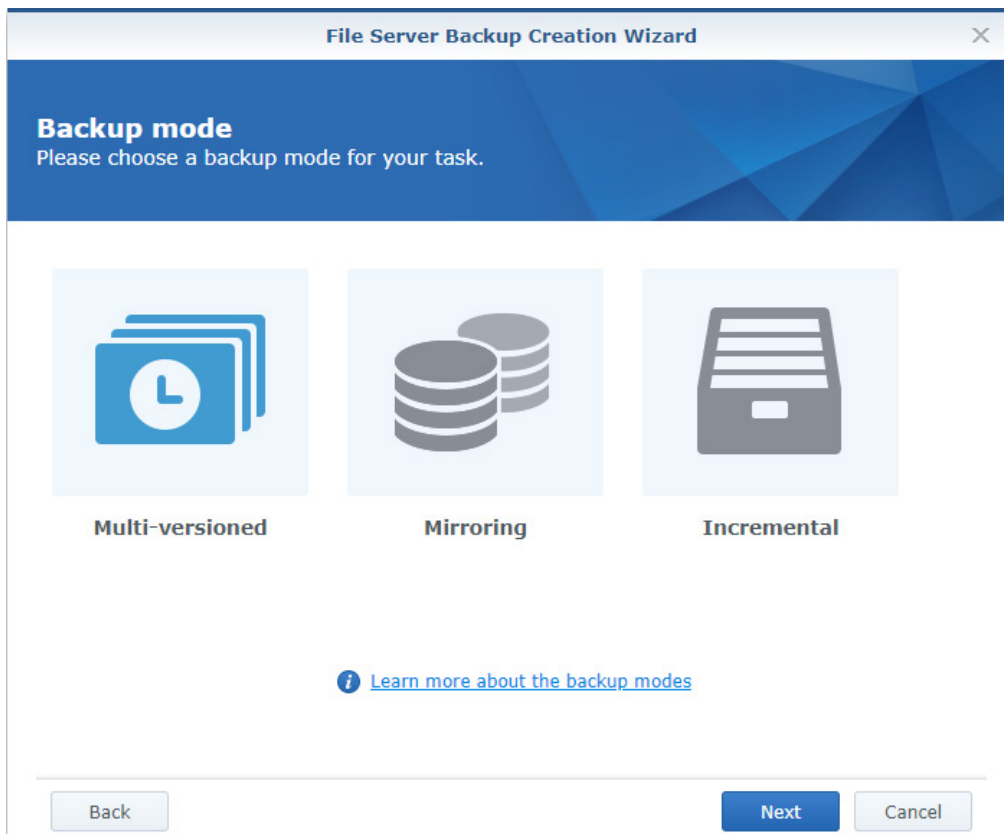 File Server Backup Creation Wizard
Backup mode
Please choose a backup mode for your task.
Multi-versioned
Mirroring
Incremental
Learn more about the backup modes
Back
Next
Cancel